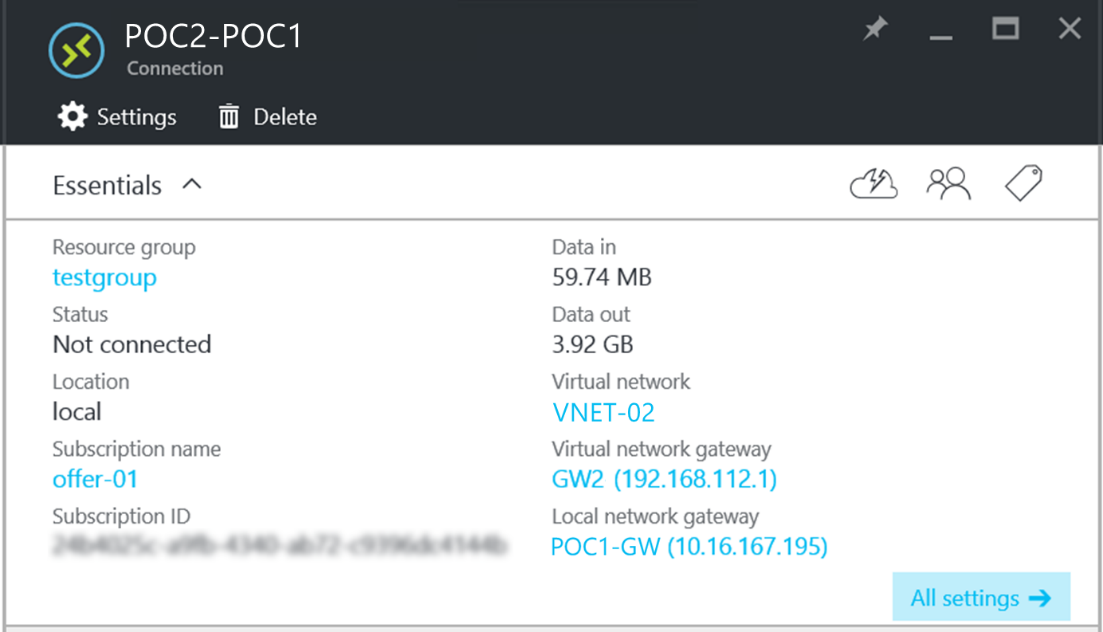 POC2-POC1
Connection
Settings
Delete
Essentials
Resource group
testgroup
Status
Not connected
Location
local
Subscription name
offer-01
Subscription ID
Data in
59.74 MB
Data out
3.92 GB
Virtual network
VNET-02
Virtual network gateway
GW2 (192.168.112.1)
Local network gateway
POC1-GW (10.16.167.195)
All settings